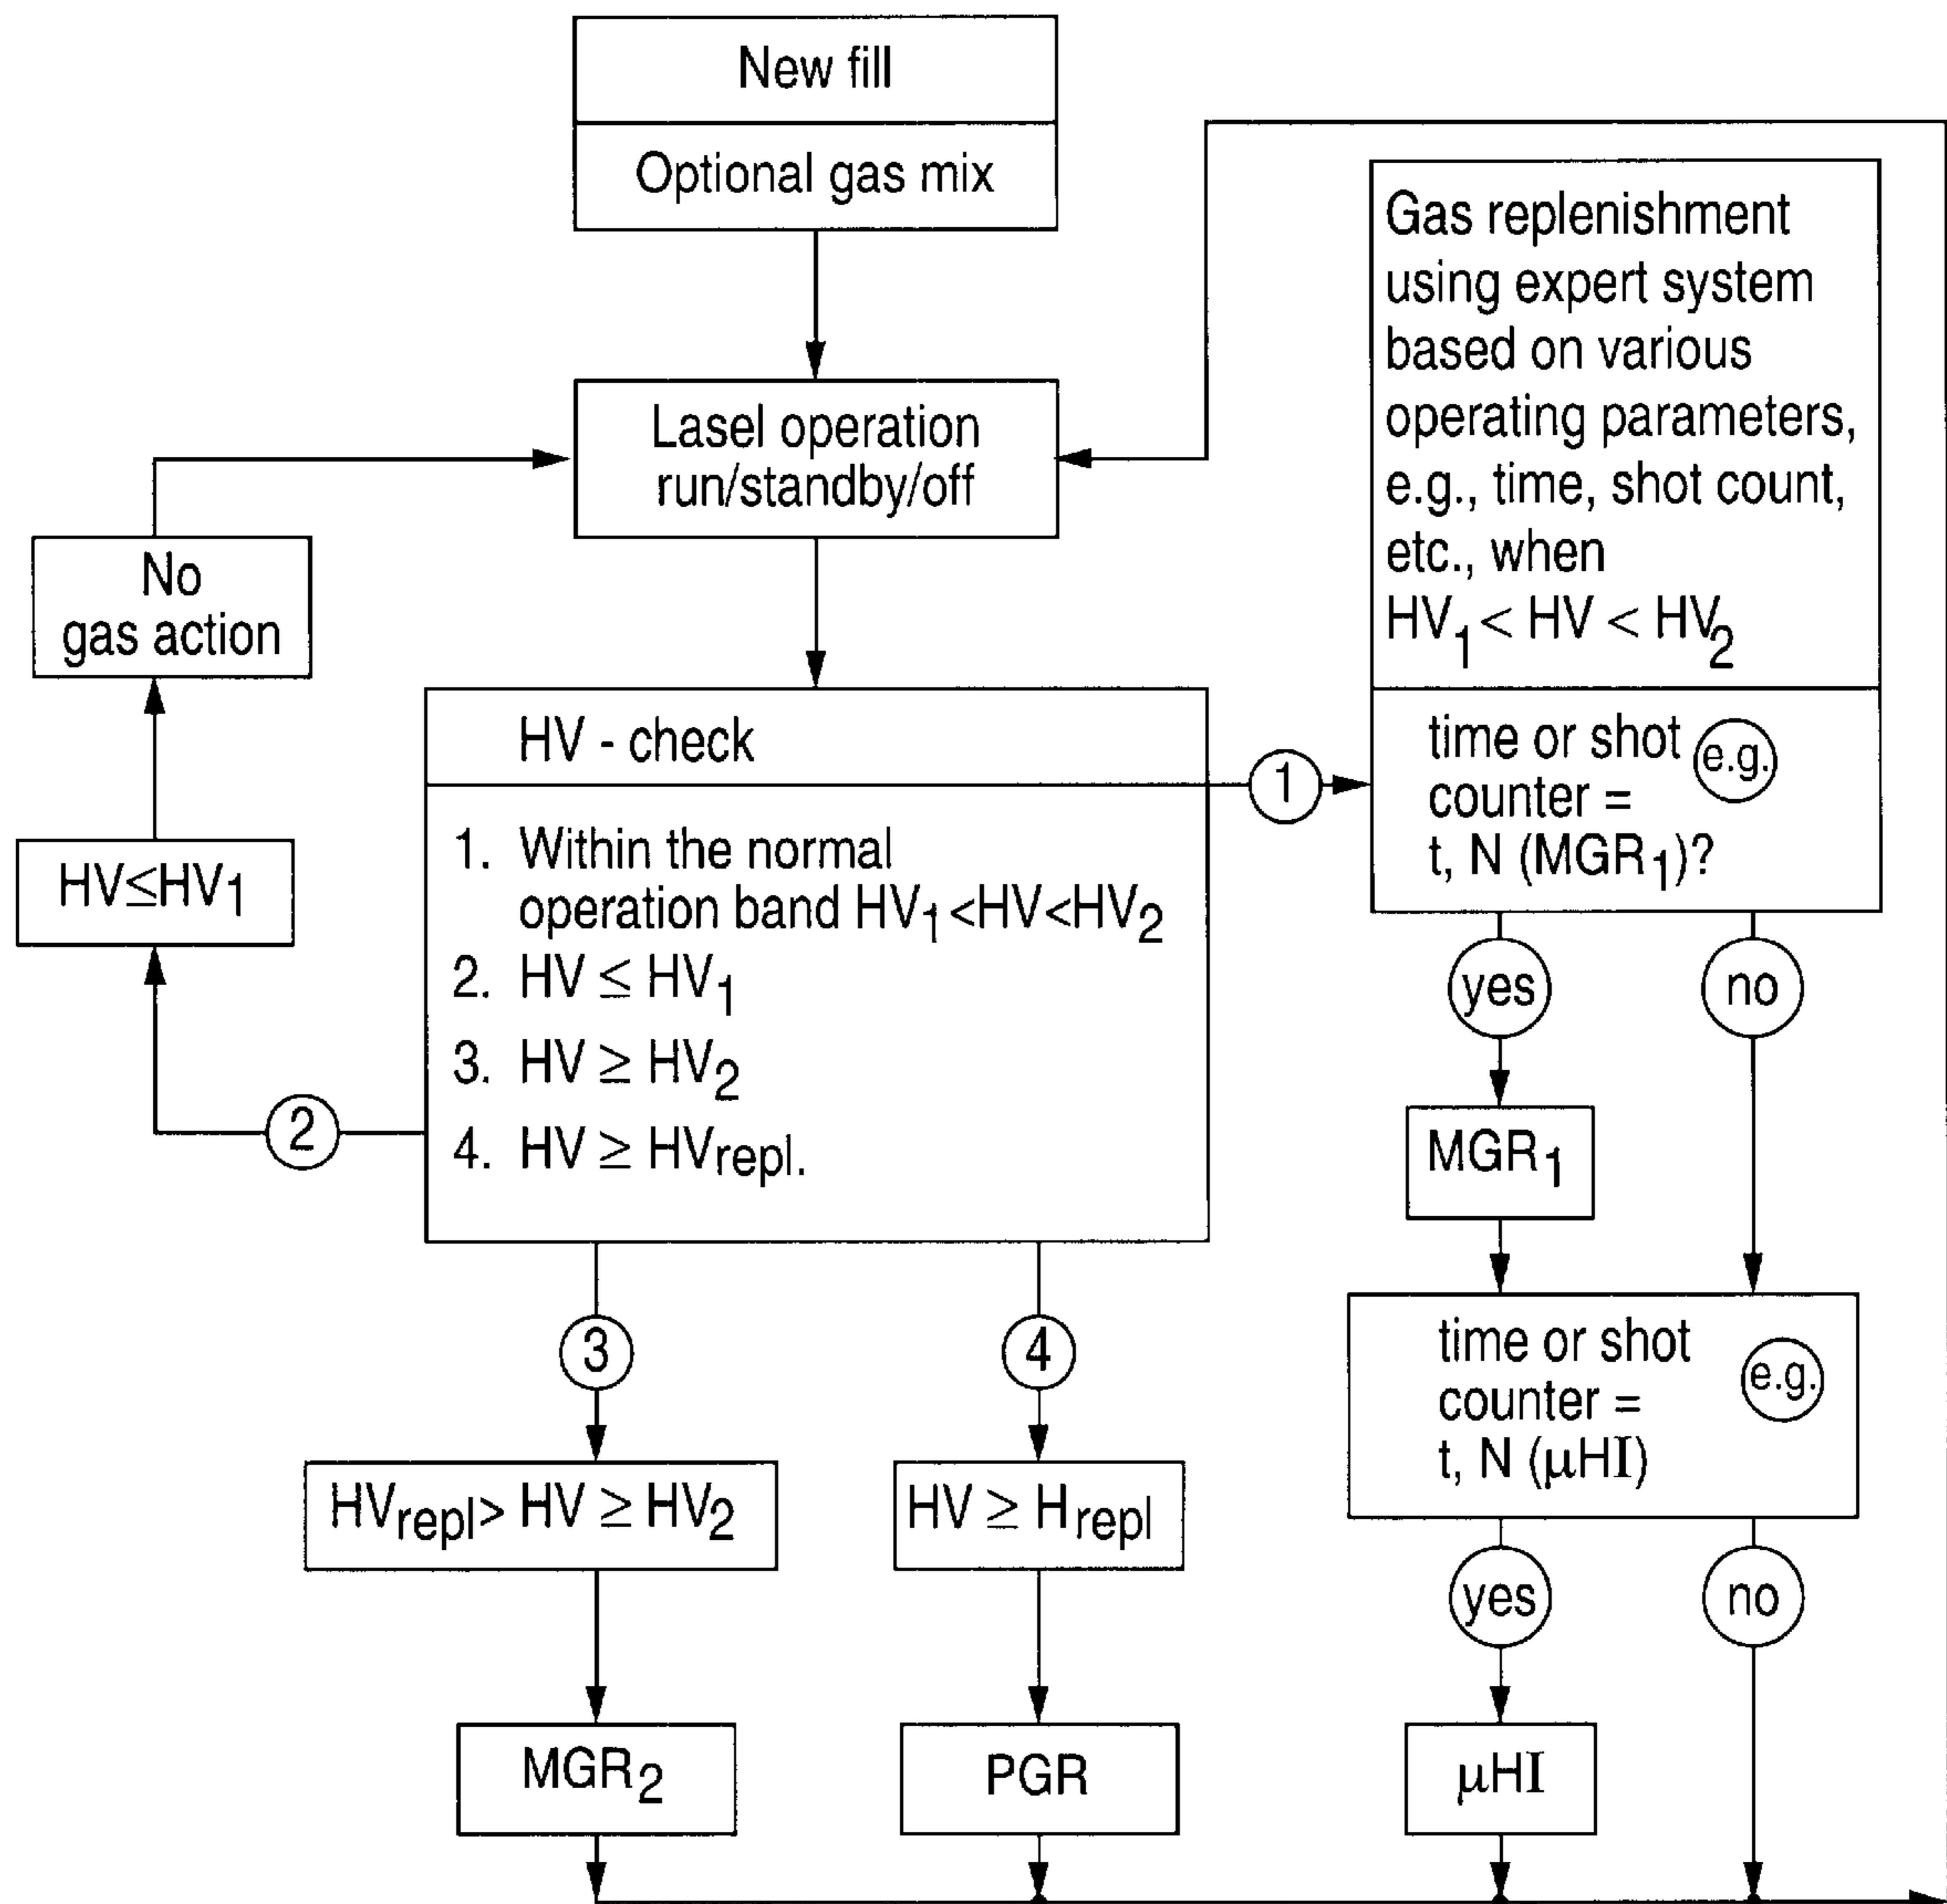 New fill
Optional gas mix
Lasel operation
run/standby/off
No
gas action
HV≤HV1
HV - check
1. Within the normal
operation band HV1<HV<HV2
2. HV ≤ HV1
3. HV ≥ HV2
4. HV ≥ HVrepl.
1
2
3
4
HVrepl> HV ≥ HV2
HV ≥ Hrepl
MGR2
PGR
Gas replenishment
using expert system
based on various
operating parameters,
e.g., time, shot count,
etc., when
HV1 < HV < HV2
time or shot e.g.
counter =
t, N (MGR1)?
yes
no
MGR1
time or shot
counter = e.g.
t, N (μHI)
yes
no
μHI